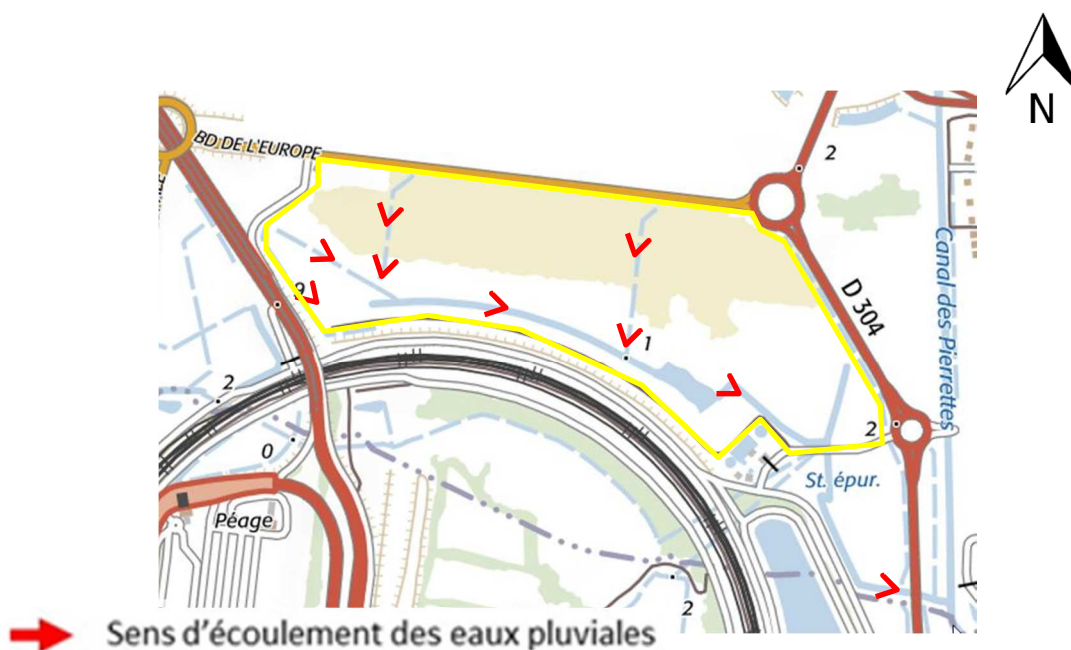 N
BD DE L'EUROPE
2
Canal des Pierrettes
D 304
9
1
2
2
0
St. épur.
Péage
2
Sens d'écoulement des eaux pluviales